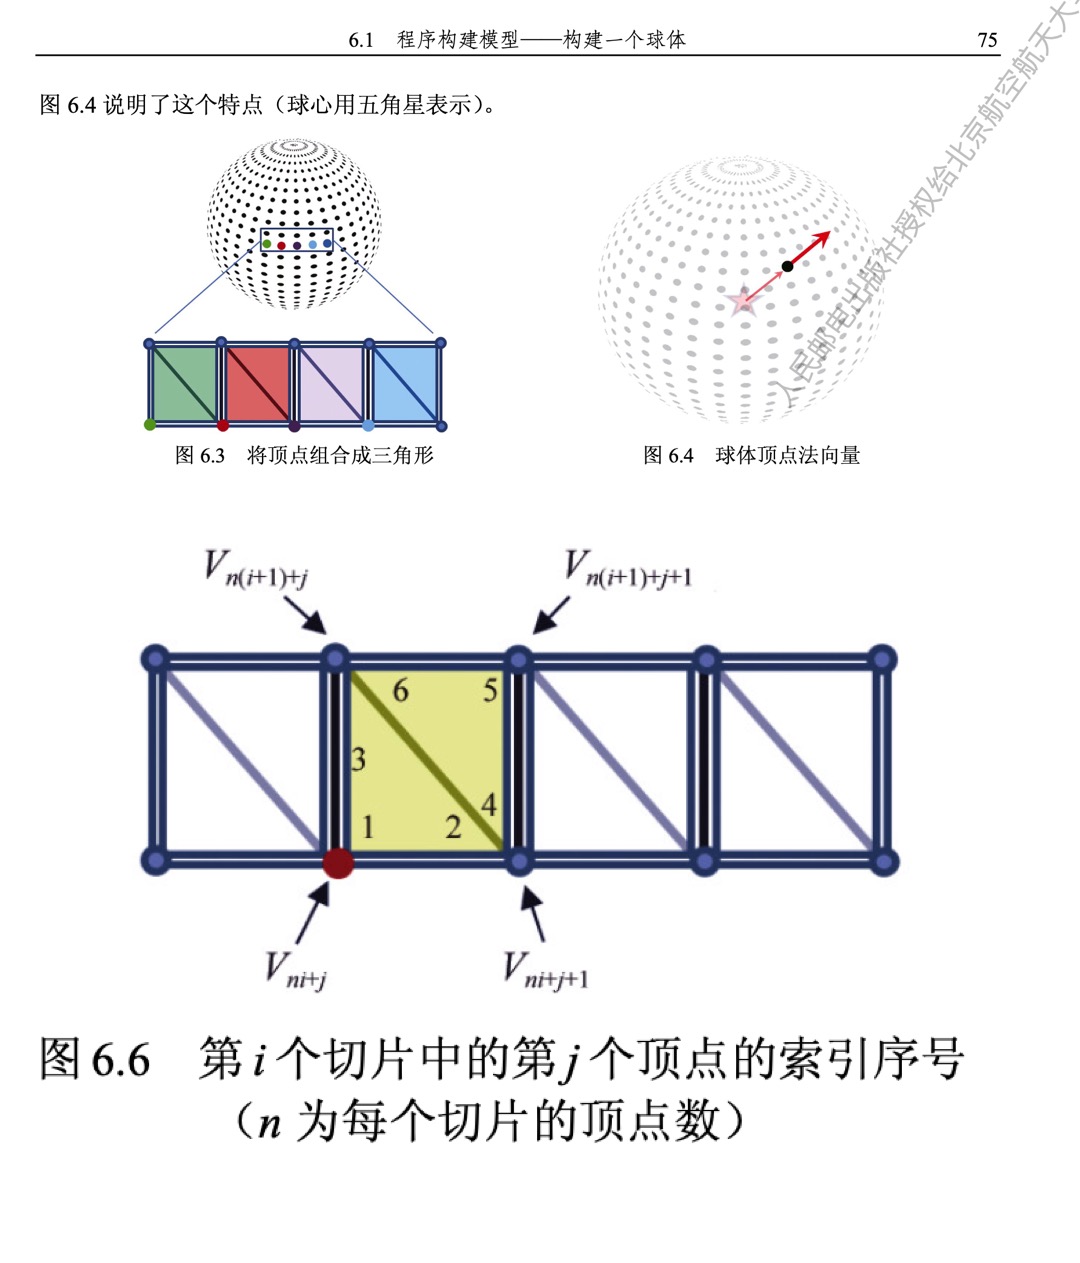 6.1 程序构建模型——构建一个球体 75
图 6.4 说明了这个特点（球心用五角星表示）。
人民邮电出版社授权给北京航空航天大
图 6.3 将顶点组合成三角形
图 6.4 球体顶点法向量
Vn(i+1)+j
Vn(i+1)+j+1
6 5
3
4
1 2
Vni+j
Vni+j+1
图 6.6 第 i 个切片中的第 j 个顶点的索引序号
（n 为每个切片的顶点数）